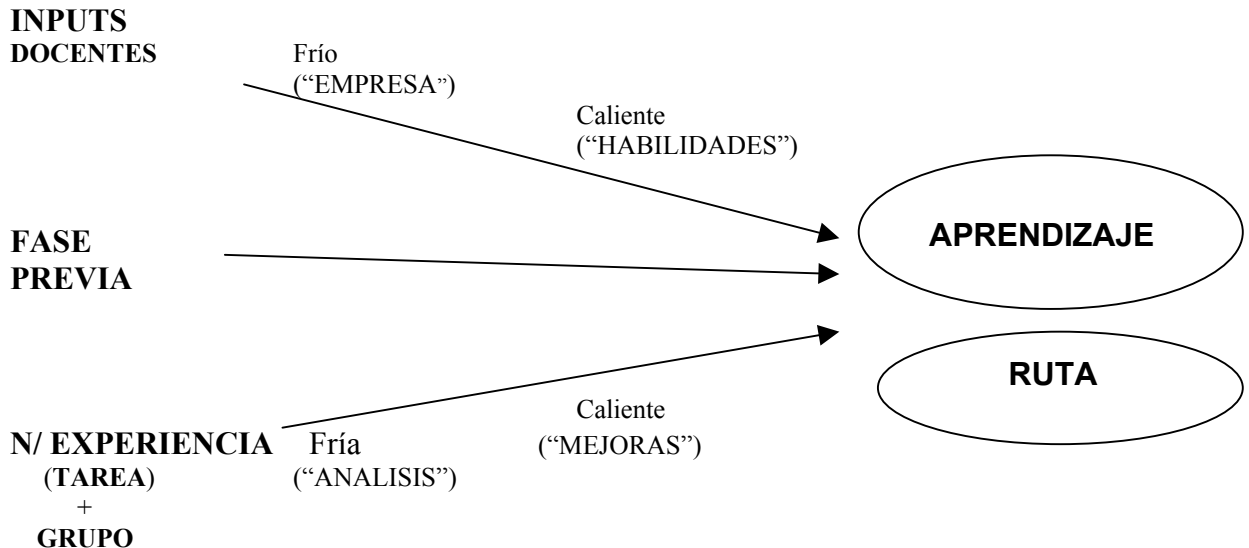 INPUTS
DOCENTES
Frío
(“EMPRESA”)
Caliente
(“HABILIDADES”)
FASE
PREVIA
APRENDIZAJE
RUTA
N/ EXPERIENCIA
(TAREA)
+
GRUPO
Fría
(“ANALISIS”)
Caliente
(“MEJORAS”)